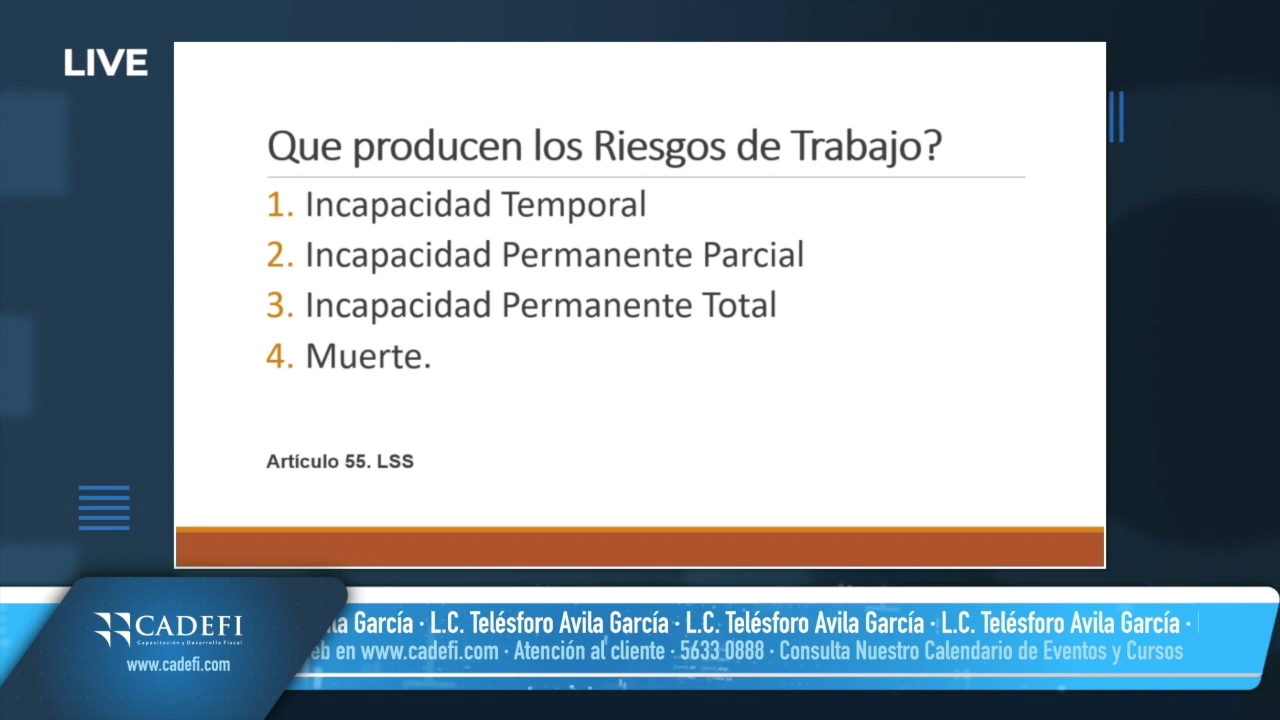 LIVE
Que producen los Riesgos de Trabajo?
1. Incapacidad Temporal
2. Incapacidad Permanente Parcial
3. Incapacidad Permanente Total
4. Muerte.
Artículo 55. LSS
CADEFI
Capacitación y Desarrollo Fiscal
www.cadefi.com
la García · L.C. Telésforo Avila García · L.C. Telésforo Avila García · L.C. Telésforo Avila García ·
eb en www.cadefi.com · Atención al cliente · 5633 0888 · Consulta Nuestro Calendario de Eventos y Cursos